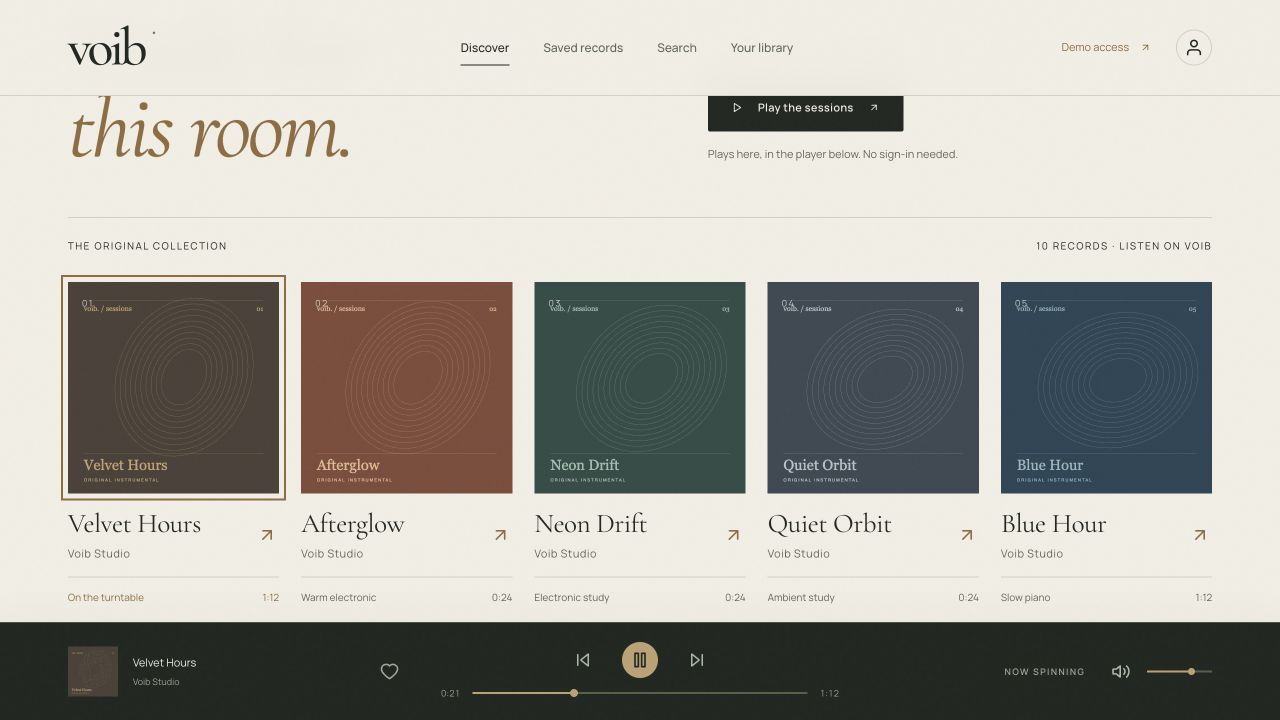 voib
Discover
Saved records
Search
Your library
Demo access
this room.
Play the sessions
Plays here, in the player below. No sign-in needed.
THE ORIGINAL COLLECTION
10 RECORDS · LISTEN ON VOIB
01
voib. / sessions
01
Velvet Hours
ORIGINAL INSTRUMENTAL
02
voib. / sessions
02
Afterglow
ORIGINAL INSTRUMENTAL
03
voib. / sessions
03
Neon Drift
ORIGINAL INSTRUMENTAL
04
voib. / sessions
04
Quiet Orbit
ORIGINAL INSTRUMENTAL
05
voib. / sessions
05
Blue Hour
ORIGINAL INSTRUMENTAL
Velvet Hours
Voib Studio
On the turntable
1:12
Afterglow
Voib Studio
Warm electronic
0:24
Neon Drift
Voib Studio
Electronic study
0:24
Quiet Orbit
Voib Studio
Ambient study
0:24
Blue Hour
Voib Studio
Slow piano
1:12
Velvet Hours
Velvet Hours
Voib Studio
0:21
1:12
NOW SPINNING